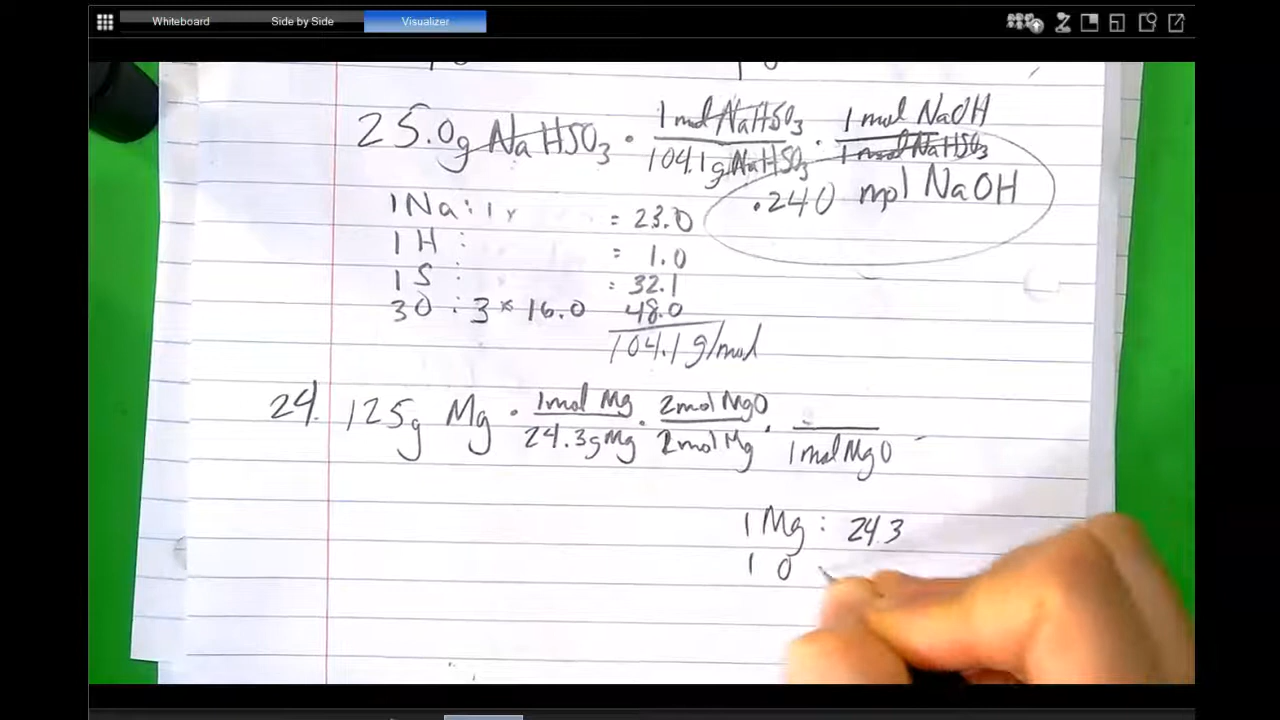 Whiteboard Side by Side Visualizer
25.0g NaHSO₃ · 1 mol NaHSO₃ / 104.1 g NaHSO₃ · 1 mol NaOH / 1 mol NaHSO₃
.240 mol NaOH
1 Na : 1 x = 23.0
1 H : = 1.0
1 S : = 32.1
3 O : 3 × 16.0 48.0
104.1 g/mol
24. 125g Mg · 1 mol Mg / 24.3 g Mg · 2 mol MgO / 2 mol Mg · / 1 mol MgO
1 Mg : 24.3
1 O